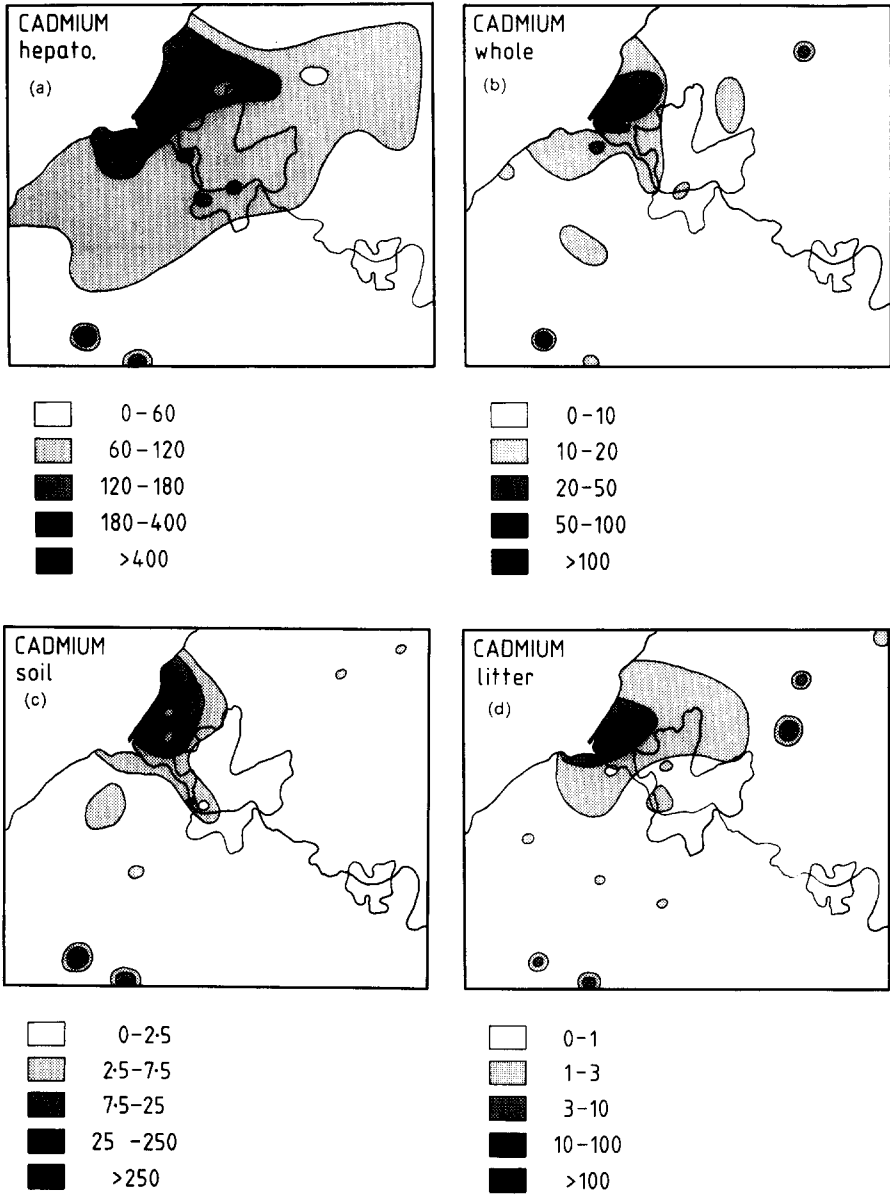 CADMIUM
hepato.
(a)
0-60
60-120
120-180
180-400
>400
CADMIUM
whole
(b)
0-10
10-20
20-50
50-100
>100
CADMIUM
soil
(c)
0-2·5
2·5-7·5
7·5-25
25 -250
>250
CADMIUM
litter
(d)
0-1
1-3
3-10
10-100
>100